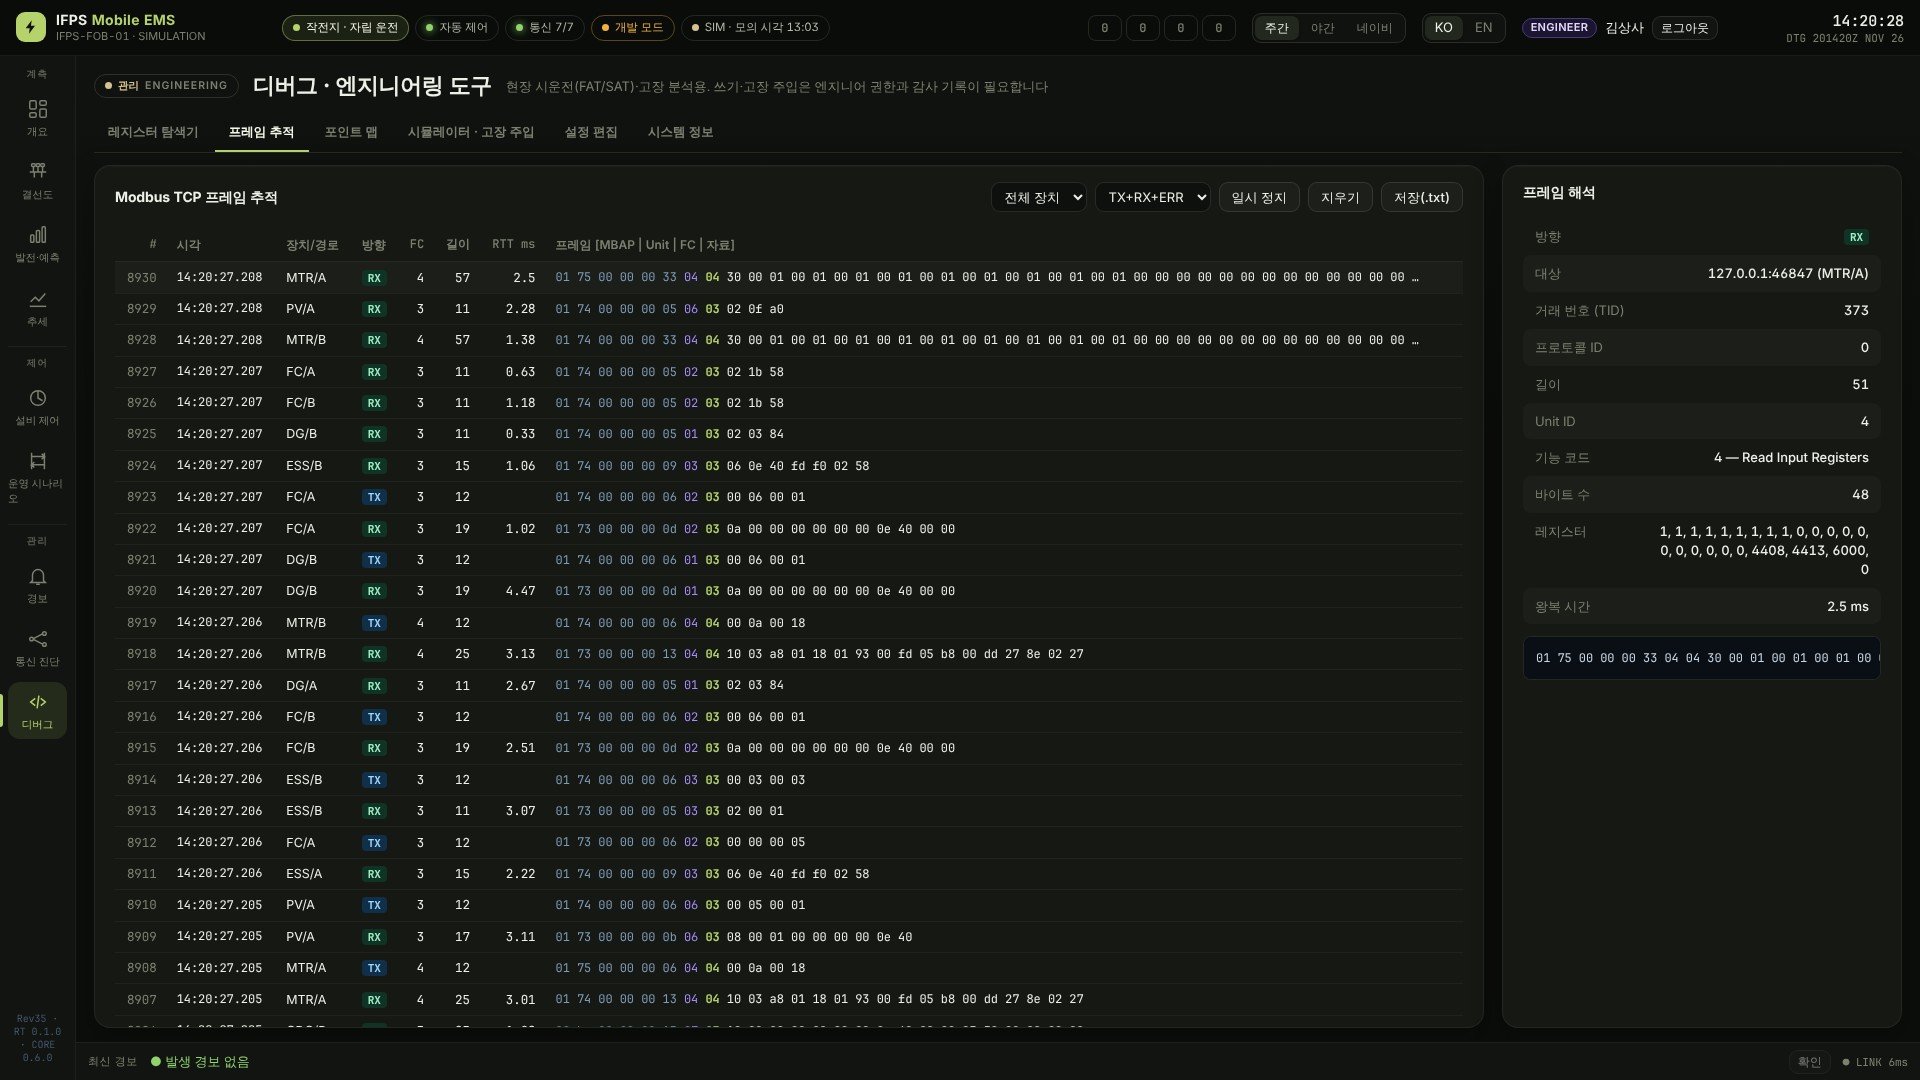 IFPS Mobile EMS
IFPS-FOB-01 · SIMULATION
작전지 · 자립 운전
자동 제어
통신 7/7
개발 모드
SIM · 모의 시각 13:03
0 0 0 0
주간 야간 네이비
KO EN
ENGINEER 김상사 로그아웃
14:20:28
DTG 201420Z NOV 26
계측
개요
결선도
발전·예측
추세
제어
설비 제어
운영 시나리
오
관리
경보
통신 진단
디버그
Rev35 ·
RT 0.1.0
· CORE
0.6.0
관리 ENGINEERING
디버그 · 엔지니어링 도구
현장 시운전(FAT/SAT)·고장 분석용. 쓰기·고장 주입은 엔지니어 권한과 감사 기록이 필요합니다
레지스터 탐색기 프레임 추적 포인트 맵 시뮬레이터 · 고장 주입 설정 편집 시스템 정보
Modbus TCP 프레임 추적
전체 장치 TX+RX+ERR 일시 정지 지우기 저장(.txt)
# 시각 장치/경로 방향 FC 길이 RTT ms 프레임 [MBAP | Unit | FC | 자료]
8930 14:20:27.208 MTR/A RX 4 57 2.5 01 75 00 00 00 33 04 04 30 00 01 00 01 00 01 00 01 00 01 00 01 00 01 00 01 00 01 00 00 00 00 00 00 00 00 00 00 00 …
8929 14:20:27.208 PV/A RX 3 11 2.28 01 74 00 00 00 05 06 03 02 0f a0
8928 14:20:27.208 MTR/B RX 4 57 1.38 01 74 00 00 00 33 04 04 30 00 01 00 01 00 01 00 01 00 01 00 01 00 01 00 01 00 01 00 00 00 00 00 00 00 00 00 00 00 …
8927 14:20:27.207 FC/A RX 3 11 0.63 01 74 00 00 00 05 02 03 02 1b 58
8926 14:20:27.207 FC/B RX 3 11 1.18 01 74 00 00 00 05 02 03 02 1b 58
8925 14:20:27.207 DG/B RX 3 11 0.33 01 74 00 00 00 05 01 03 02 03 84
8924 14:20:27.207 ESS/B RX 3 15 1.06 01 74 00 00 00 09 03 03 06 0e 40 fd f0 02 58
8923 14:20:27.207 FC/A TX 3 12 01 74 00 00 00 06 02 03 00 06 00 01
8922 14:20:27.207 FC/A RX 3 19 1.02 01 73 00 00 00 0d 02 03 0a 00 00 00 00 00 00 0e 40 00 00
8921 14:20:27.207 DG/B TX 3 12 01 74 00 00 00 06 01 03 00 06 00 01
8920 14:20:27.207 DG/B RX 3 19 4.47 01 73 00 00 00 0d 01 03 0a 00 00 00 00 00 00 0e 40 00 00
8919 14:20:27.206 MTR/B TX 4 12 01 74 00 00 00 06 04 04 00 0a 00 18
8918 14:20:27.206 MTR/B RX 4 25 3.13 01 73 00 00 00 13 04 04 10 03 a8 01 18 01 93 00 fd 05 b8 00 dd 27 8e 02 27
8917 14:20:27.206 DG/A RX 3 11 2.67 01 74 00 00 00 05 01 03 02 03 84
8916 14:20:27.206 FC/B TX 3 12 01 74 00 00 00 06 02 03 00 06 00 01
8915 14:20:27.206 FC/B RX 3 19 2.51 01 73 00 00 00 0d 02 03 0a 00 00 00 00 00 00 0e 40 00 00
8914 14:20:27.206 ESS/B TX 3 12 01 74 00 00 00 06 03 03 00 03 00 03
8913 14:20:27.206 ESS/B RX 3 11 3.07 01 73 00 00 00 05 03 03 02 00 01
8912 14:20:27.206 FC/A TX 3 12 01 73 00 00 00 06 02 03 00 00 00 05
8911 14:20:27.206 ESS/A RX 3 15 2.22 01 74 00 00 00 09 03 03 06 0e 40 fd f0 02 58
8910 14:20:27.205 PV/A TX 3 12 01 74 00 00 00 06 06 03 00 05 00 01
8909 14:20:27.205 PV/A RX 3 17 3.11 01 73 00 00 00 0b 06 03 08 00 01 00 00 00 00 0e 40
8908 14:20:27.205 MTR/A TX 4 12 01 75 00 00 00 06 04 04 00 0a 00 18
8907 14:20:27.205 MTR/A RX 4 25 3.01 01 74 00 00 00 13 04 04 10 03 a8 01 18 01 93 00 fd 05 b8 00 dd 27 8e 02 27
프레임 해석
방향 RX
대상 127.0.0.1:46847 (MTR/A)
거래 번호 (TID) 373
프로토콜 ID 0
길이 51
Unit ID 4
기능 코드 4 — Read Input Registers
바이트 수 48
레지스터 1, 1, 1, 1, 1, 1, 1, 1, 1, 0, 0, 0, 0, 0,
0, 0, 0, 0, 0, 0, 4408, 4413, 6000,
0
왕복 시간 2.5 ms
01 75 00 00 00 33 04 04 30 00 01 00 01 00 01 00
최신 경보 발생 경보 없음
확인 LINK 6ms